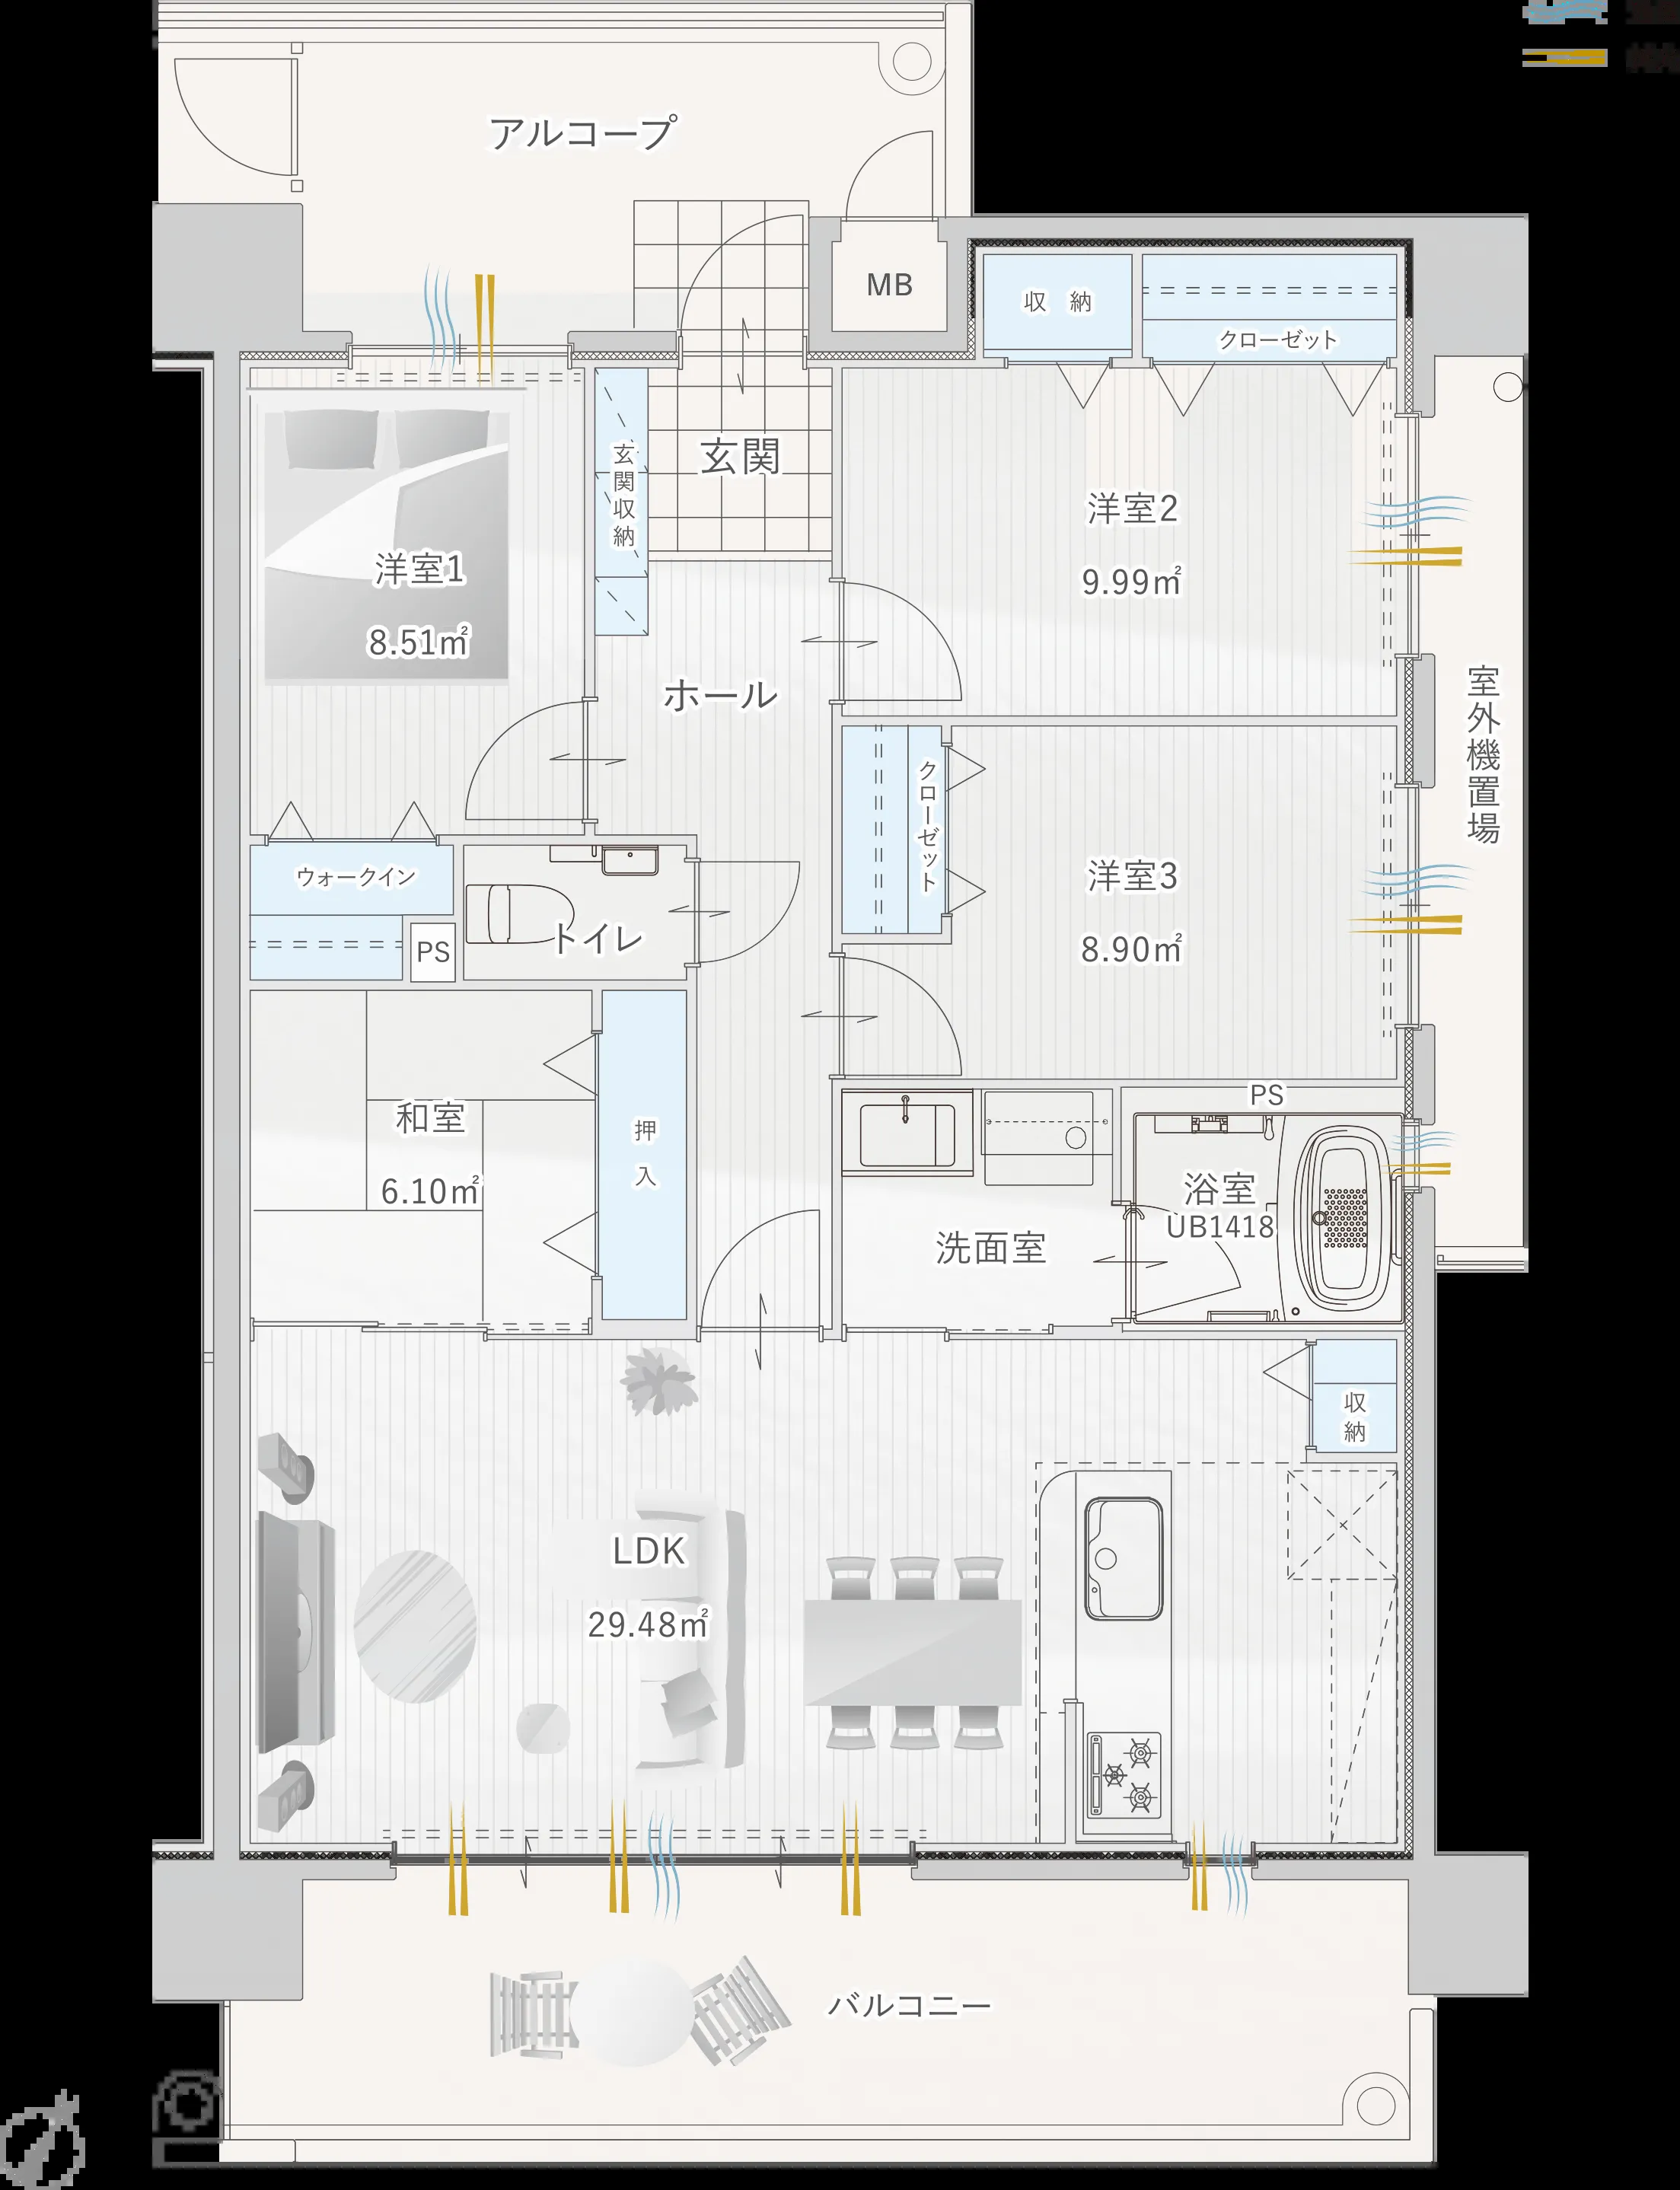 アルコープ
MB
収 納
クローゼット
玄関
玄関収納
洋室1
8.51㎡
洋室2
9.99㎡
ホール
室外機置場
クローゼット
洋室3
8.90㎡
ウォークイン
PS
トイレ
和室
6.10㎡
押入
PS
浴室
UB1418
洗面室
収納
LDK
29.48㎡
バルコニー